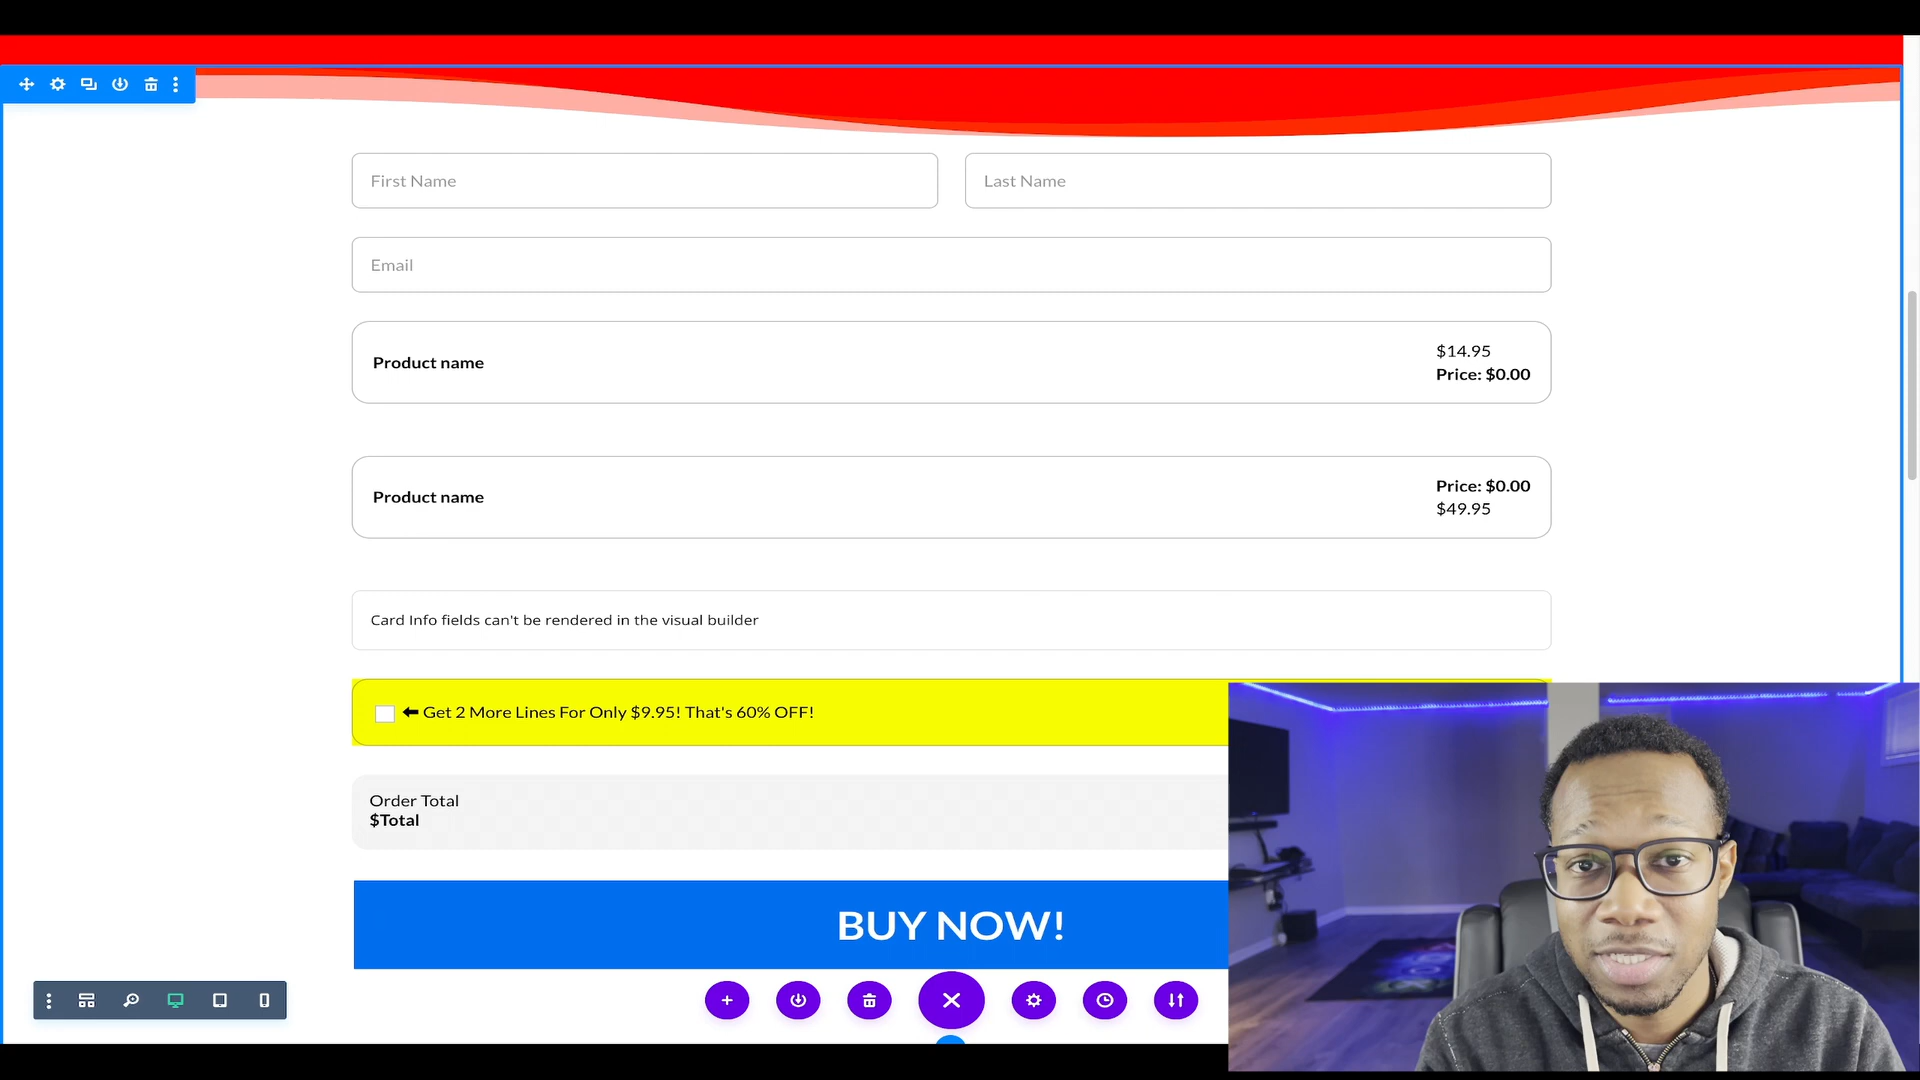 First Name
Last Name
Email
Product name
$14.95
Price: $0.00
Product name
Price: $0.00
$49.95
Card Info fields can't be rendered in the visual builder
Get 2 More Lines For Only $9.95! That's 60% OFF!
Order Total
$Total
BUY NOW!